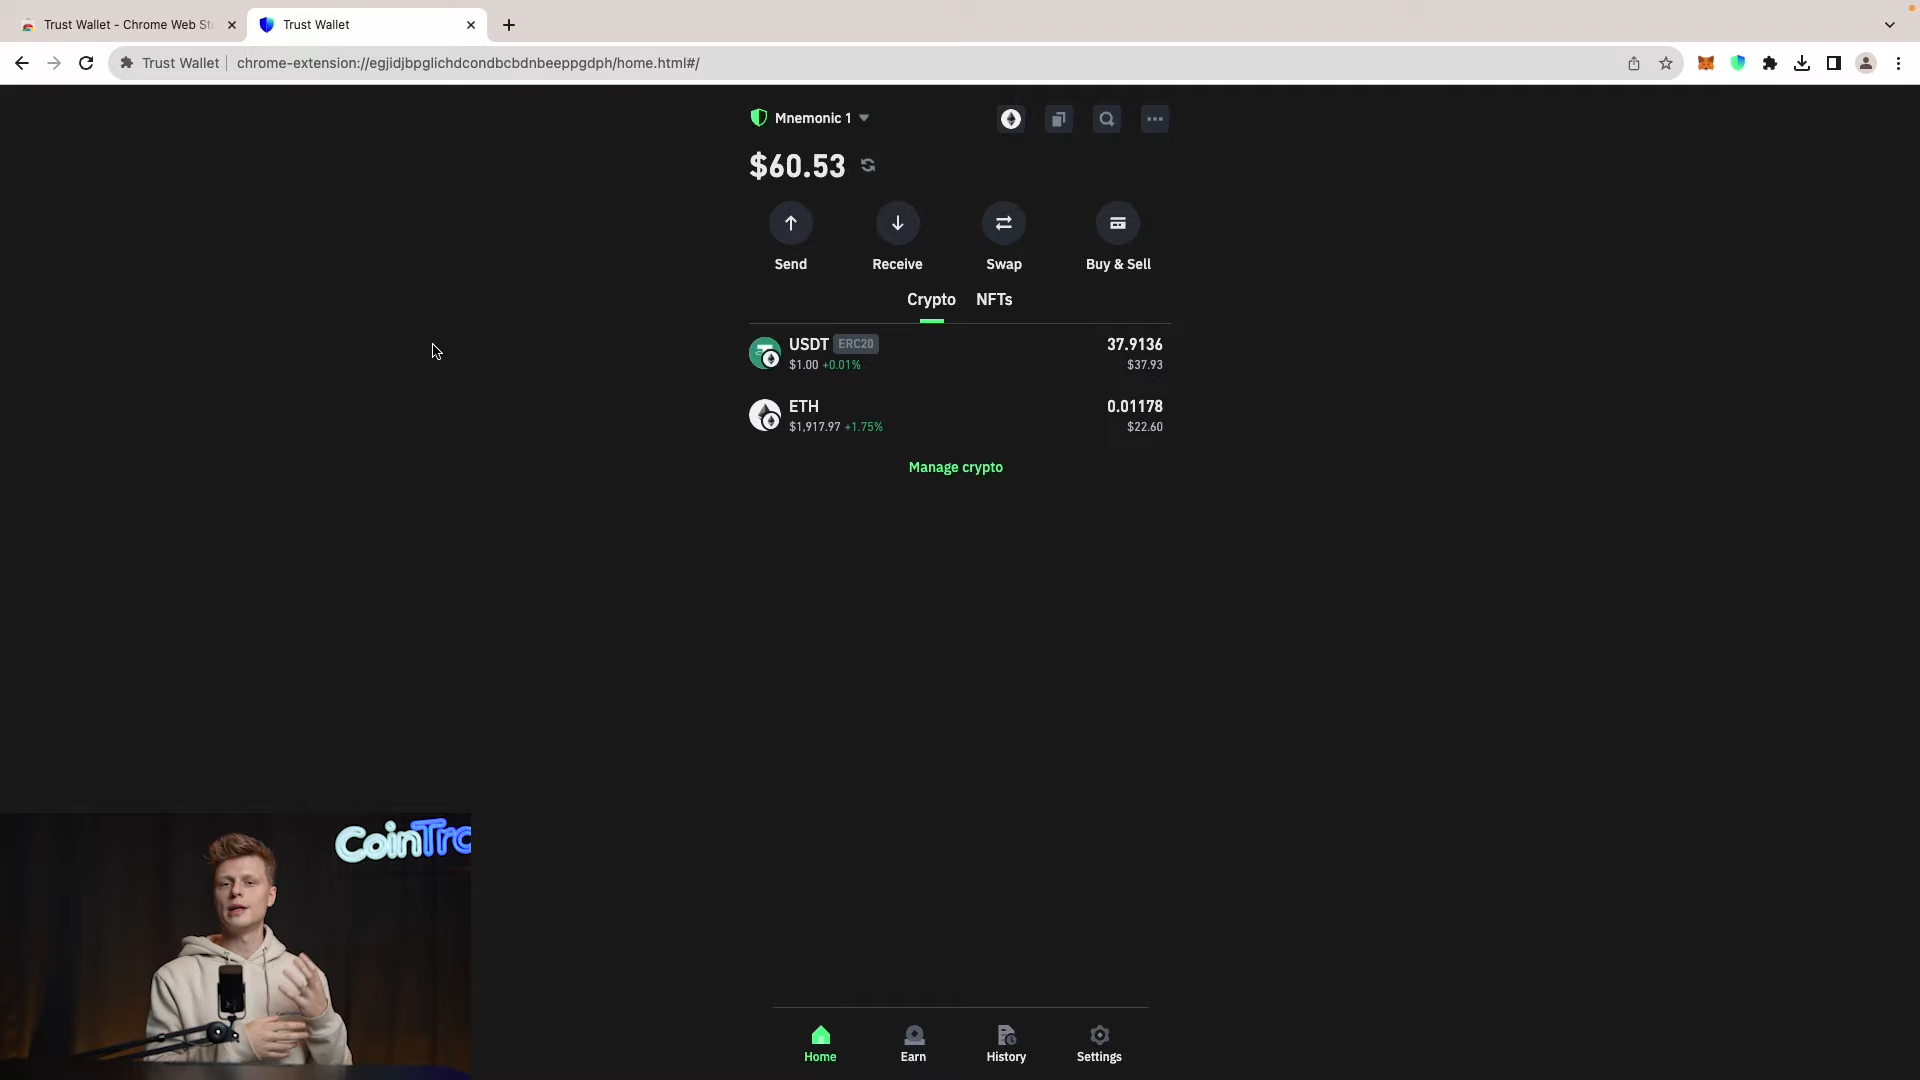 Trust Wallet - Chrome Web St
Trust Wallet
Trust Wallet chrome-extension://egjidjbpglichdcondbcbdnbeeppgdph/home.html#/
Mnemonic 1
$60.53
Send Receive Swap Buy & Sell
Crypto NFTs
USDT ERC20 37.9136
$1.00 +0.01% $37.93
ETH 0.01178
$1,917.97 +1.75% $22.60
Manage crypto
CoinTra
Home Earn History Settings